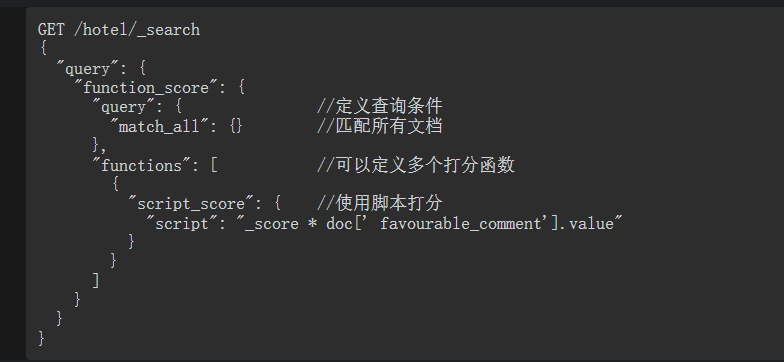 GET /hotel/_search
{
  "query": {
    "function_score": {
      "query": {               //定义查询条件
        "match_all": {}        //匹配所有文档
      },
      "functions": [           //可以定义多个打分函数
        {
          "script_score": {    //使用脚本打分
            "script": "_score * doc[' favourable_comment'].value"
          }
        }
      ]
    }
  }
}